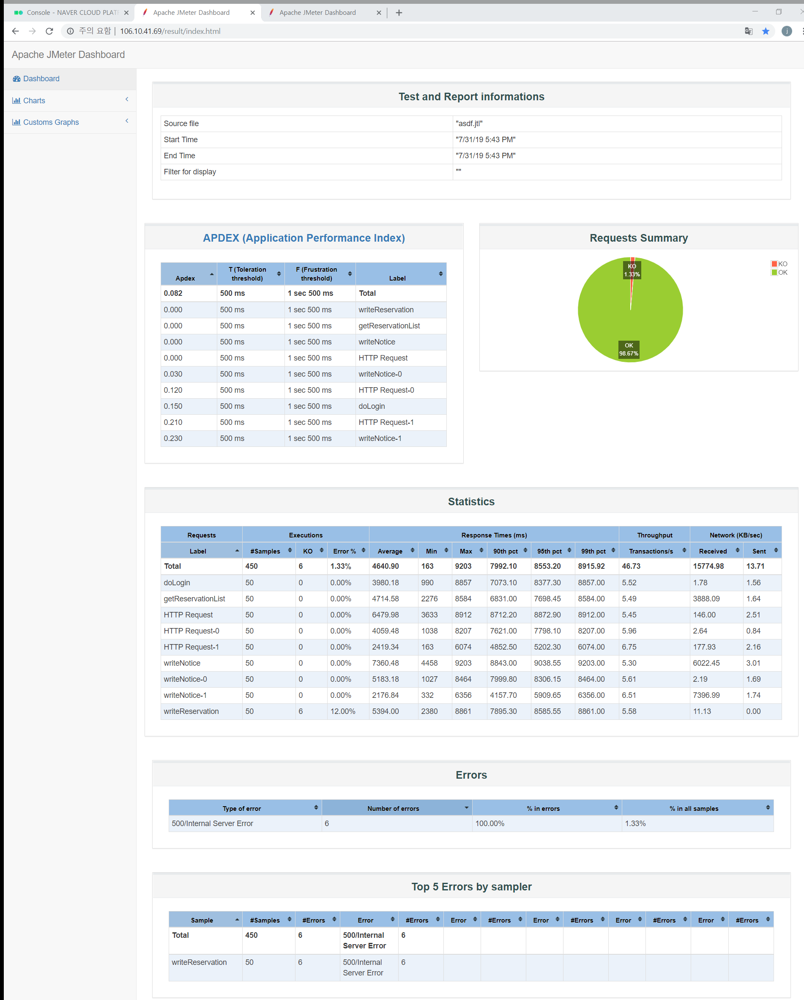 Console - NAVER CLOUD PLAT
Apache JMeter Dashboard
Apache JMeter Dashboard
주의 요함 | 106.10.41.69/result/index.html
j
Apache JMeter Dashboard
Dashboard
Charts
Customs Graphs
Test and Report informations
Source file "asdf.jtl"
Start Time "7/31/19 5:43 PM"
End Time "7/31/19 5:43 PM"
Filter for display ""
APDEX (Application Performance Index)
Apdex T (Toleration threshold) F (Frustration threshold) Label
0.082 500 ms 1 sec 500 ms Total
0.000 500 ms 1 sec 500 ms writeReservation
0.000 500 ms 1 sec 500 ms getReservationList
0.000 500 ms 1 sec 500 ms writeNotice
0.000 500 ms 1 sec 500 ms HTTP Request
0.030 500 ms 1 sec 500 ms writeNotice-0
0.120 500 ms 1 sec 500 ms HTTP Request-0
0.150 500 ms 1 sec 500 ms doLogin
0.210 500 ms 1 sec 500 ms HTTP Request-1
0.230 500 ms 1 sec 500 ms writeNotice-1
Requests Summary
KO
1.33%
OK
98.67%
KO
OK
Statistics
Requests Executions Response Times (ms) Throughput Network (KB/sec)
Label #Samples KO Error % Average Min Max 90th pct 95th pct 99th pct Transactions/s Received Sent
Total 450 6 1.33% 4640.90 163 9203 7992.10 8553.20 8915.92 46.73 15774.98 13.71
doLogin 50 0 0.00% 3980.18 990 8857 7073.10 8377.30 8857.00 5.52 1.78 1.56
getReservationList 50 0 0.00% 4714.58 2276 8584 6831.00 7698.45 8584.00 5.49 3888.09 1.64
HTTP Request 50 0 0.00% 6479.98 3633 8912 8712.20 8872.90 8912.00 5.45 146.00 2.51
HTTP Request-0 50 0 0.00% 4059.48 1038 8207 7621.00 7798.10 8207.00 5.96 2.64 0.84
HTTP Request-1 50 0 0.00% 2419.34 163 6074 4852.50 5202.30 6074.00 6.75 177.93 2.16
writeNotice 50 0 0.00% 7360.48 4458 9203 8843.00 9038.55 9203.00 5.30 6022.45 3.01
writeNotice-0 50 0 0.00% 5183.18 1027 8464 7999.80 8306.15 8464.00 5.61 2.19 1.69
writeNotice-1 50 0 0.00% 2176.84 332 6356 4157.70 5909.65 6356.00 6.51 7396.99 1.74
writeReservation 50 6 12.00% 5394.00 2380 8861 7895.30 8585.55 8861.00 5.58 11.13 0.00
Errors
Type of error Number of errors % in errors % in all samples
500/Internal Server Error 6 100.00% 1.33%
Top 5 Errors by sampler
Sample #Samples #Errors Error #Errors Error #Errors Error #Errors Error #Errors Error #Errors
Total 450 6 500/Internal Server Error 6
writeReservation 50 6 500/Internal Server Error 6